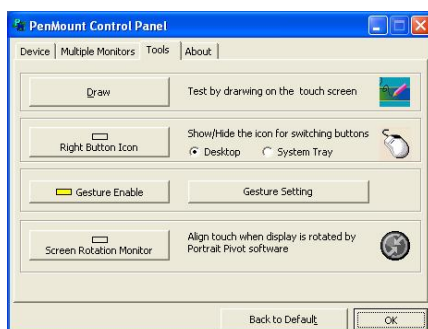 PenMount Control Panel
Device Multiple Monitors Tools About
Draw Test by drarwing on the touch screen
Show/Hide the icon for switching buttons
Right Button Icon Desktop System Tray
Gesture Enable Gesture Setting
Screen Rotation Monitor Align touch when display is rotated by
Portrait Pivot software
Back to Default OK